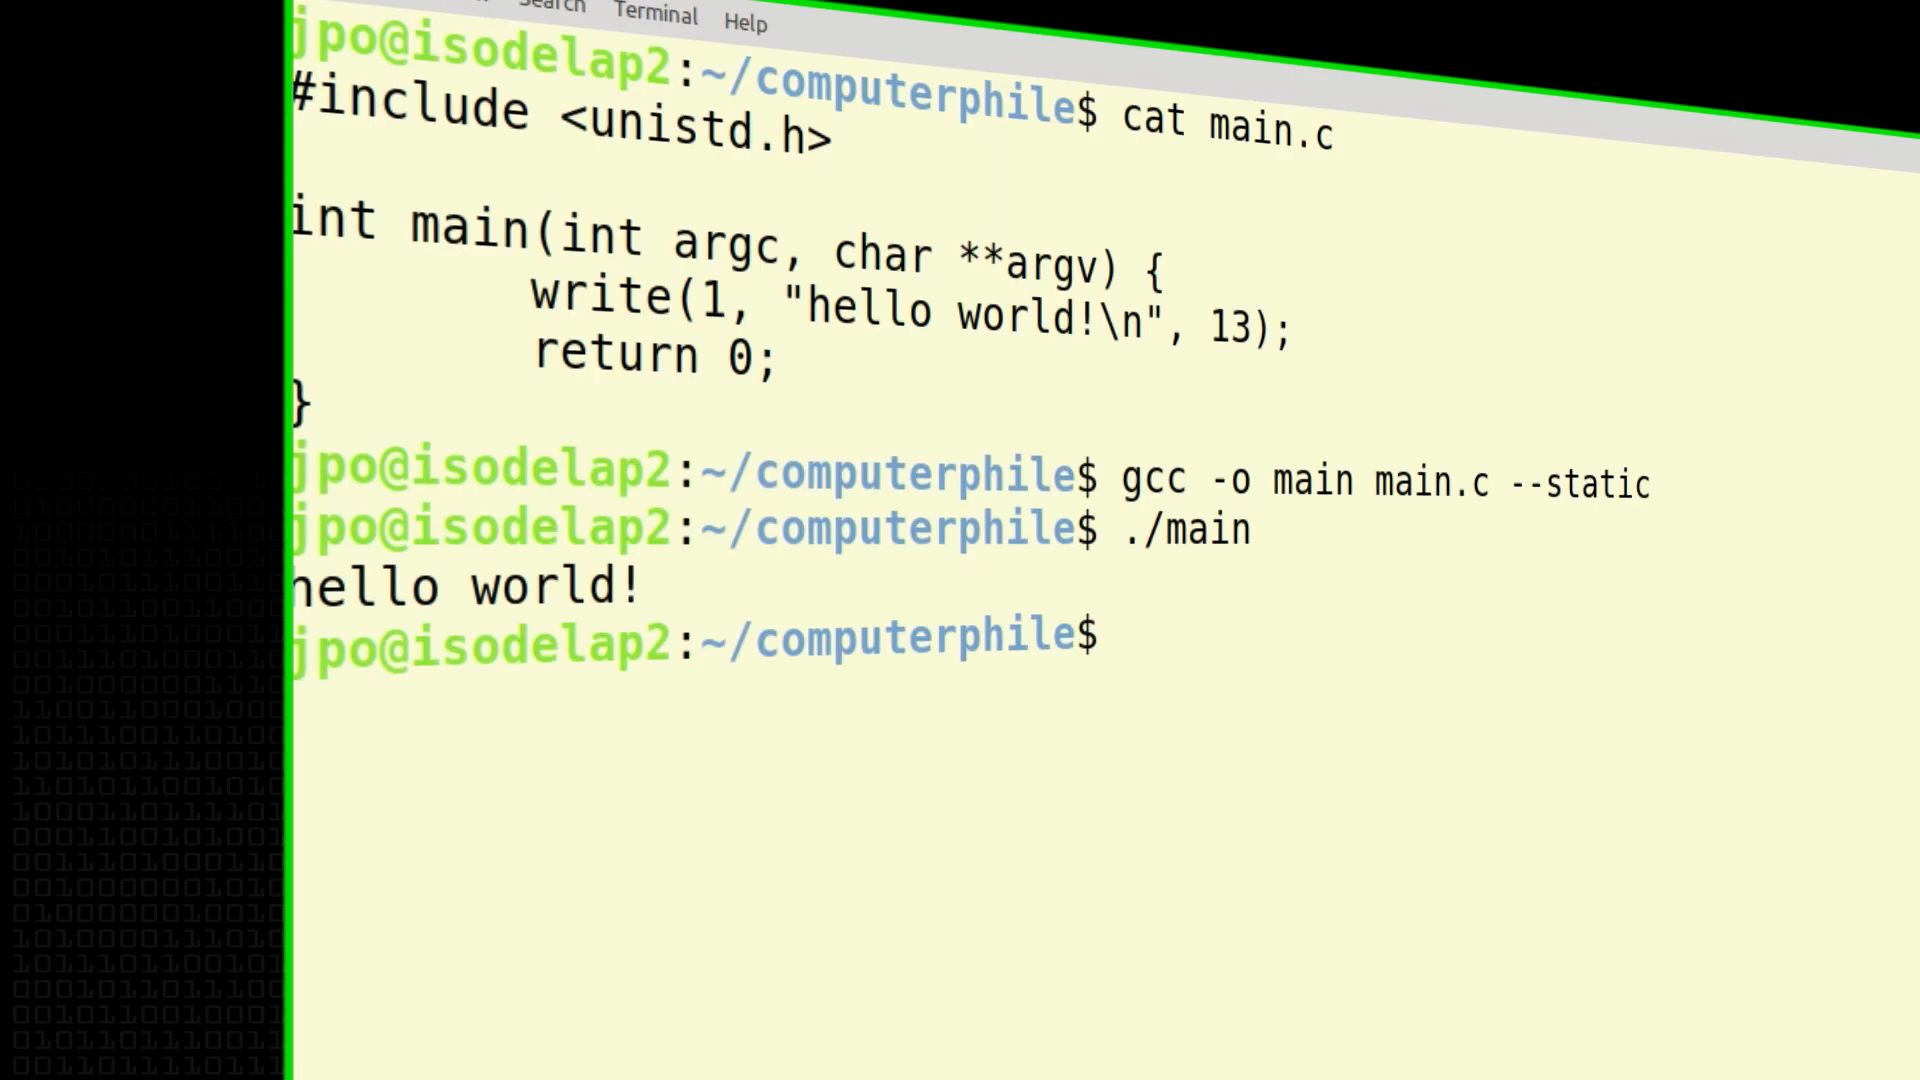 Search Terminal Help
jpo@isodelap2:~/computerphile$ cat main.c
#include <unistd.h>
int main(int argc, char **argv) {
write(1, "hello world!\n", 13);
return 0;
}
jpo@isodelap2:~/computerphile$ gcc -o main main.c --static
jpo@isodelap2:~/computerphile$ ./main
hello world!
jpo@isodelap2:~/computerphile$